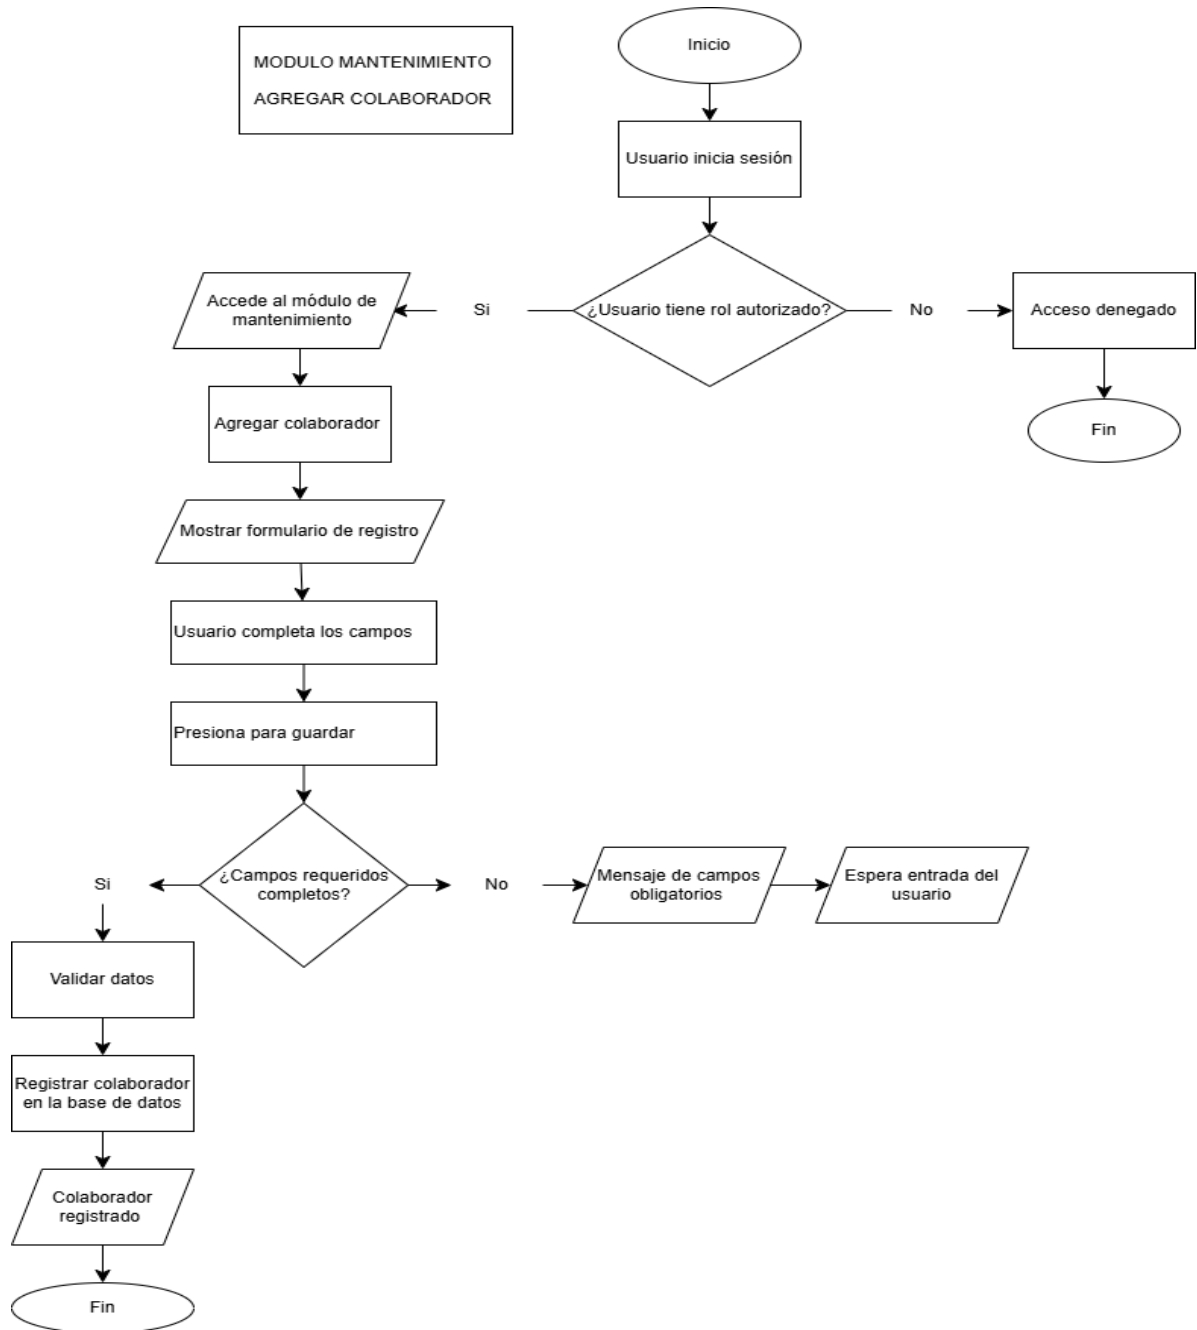 MODULO MANTENIMIENTO
AGREGAR COLABORADOR
Inicio
Usuario inicia sesión
¿Usuario tiene rol autorizado?
Si
No
Accede al módulo de
mantenimiento
Acceso denegado
Fin
Agregar colaborador
Mostrar formulario de registro
Usuario completa los campos
Presiona para guardar
¿Campos requeridos
completos?
Si
No
Mensaje de campos
obligatorios
Espera entrada del
usuario
Validar datos
Registrar colaborador
en la base de datos
Colaborador
registrado
Fin